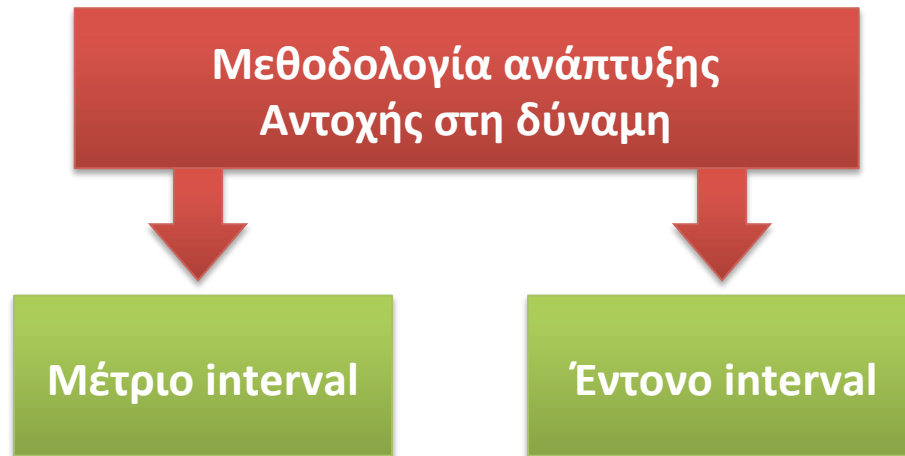 Μεθοδολογία ανάπτυξης
Αντοχής στη δύναμη
Μέτριο interval
Έντονο interval